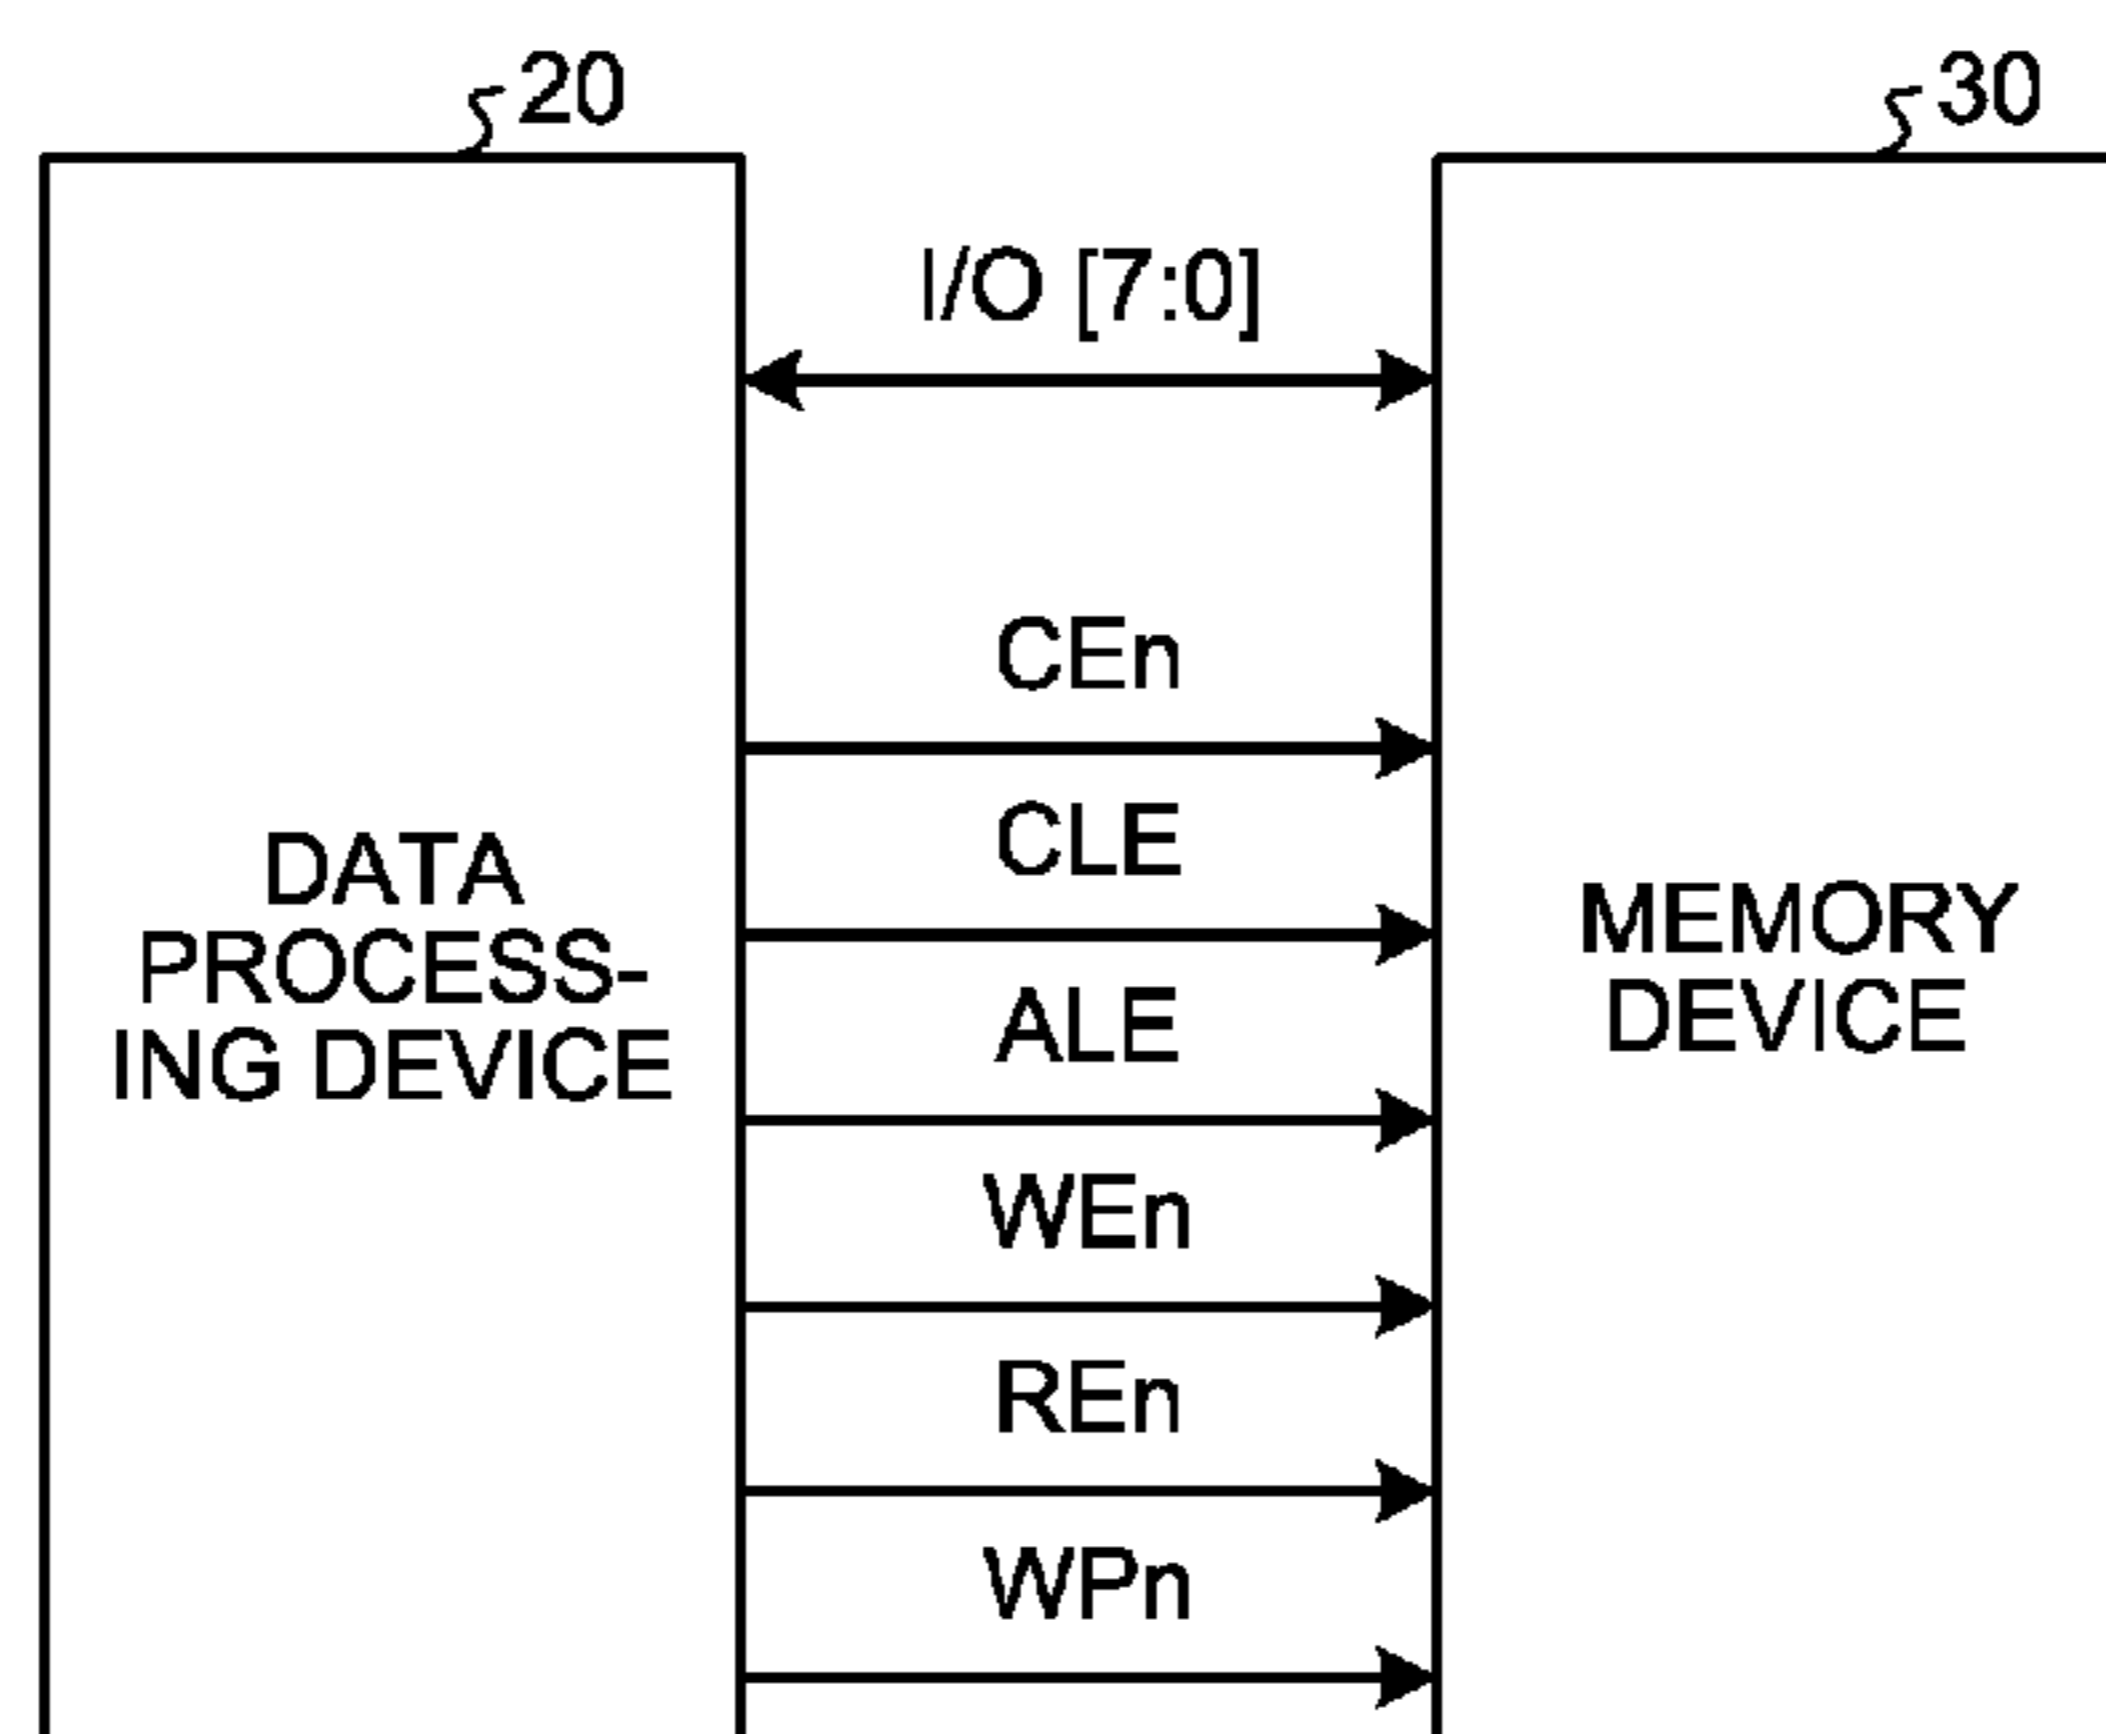 20
30
I/O [7:0]
CEn
CLE
DATA
PROCESS-
ING DEVICE
ALE
MEMORY
DEVICE
WEn
REn
WPn